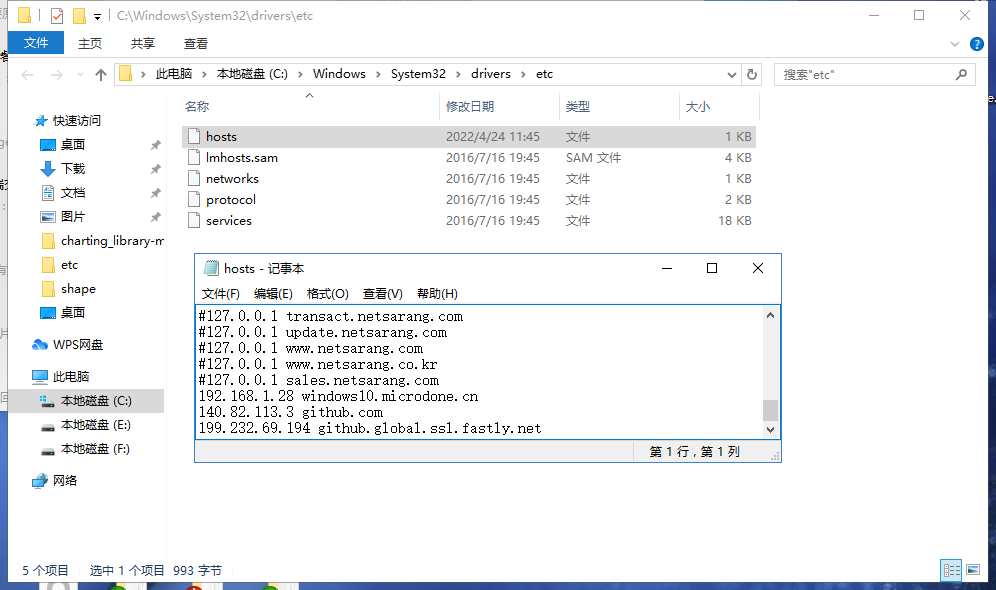 C:\Windows\System32\drivers\etc
文件 主页 共享 查看
此电脑 本地磁盘 (C:) Windows System32 drivers etc 搜索"etc"
名称 修改日期 类型 大小
hosts 2022/4/24 11:45 文件 1 KB
lmhosts.sam 2016/7/16 19:45 SAM 文件 4 KB
networks 2016/7/16 19:45 文件 1 KB
protocol 2016/7/16 19:45 文件 2 KB
services 2016/7/16 19:45 文件 18 KB
快速访问
桌面
下载
文档
图片
charting_library-m
etc
shape
桌面
WPS网盘
此电脑
本地磁盘 (C:)
本地磁盘 (E:)
本地磁盘 (F:)
网络
hosts - 记事本
文件(F) 编辑(E) 格式(O) 查看(V) 帮助(H)
#127.0.0.1 transact.netsarang.com
#127.0.0.1 update.netsarang.com
#127.0.0.1 www.netsarang.com
#127.0.0.1 www.netsarang.co.kr
#127.0.0.1 sales.netsarang.com
192.168.1.28 windows10.microdone.cn
140.82.113.3 github.com
199.232.69.194 github.global.ssl.fastly.net
第 1 行，第 1 列
5 个项目 选中 1 个项目 993 字节